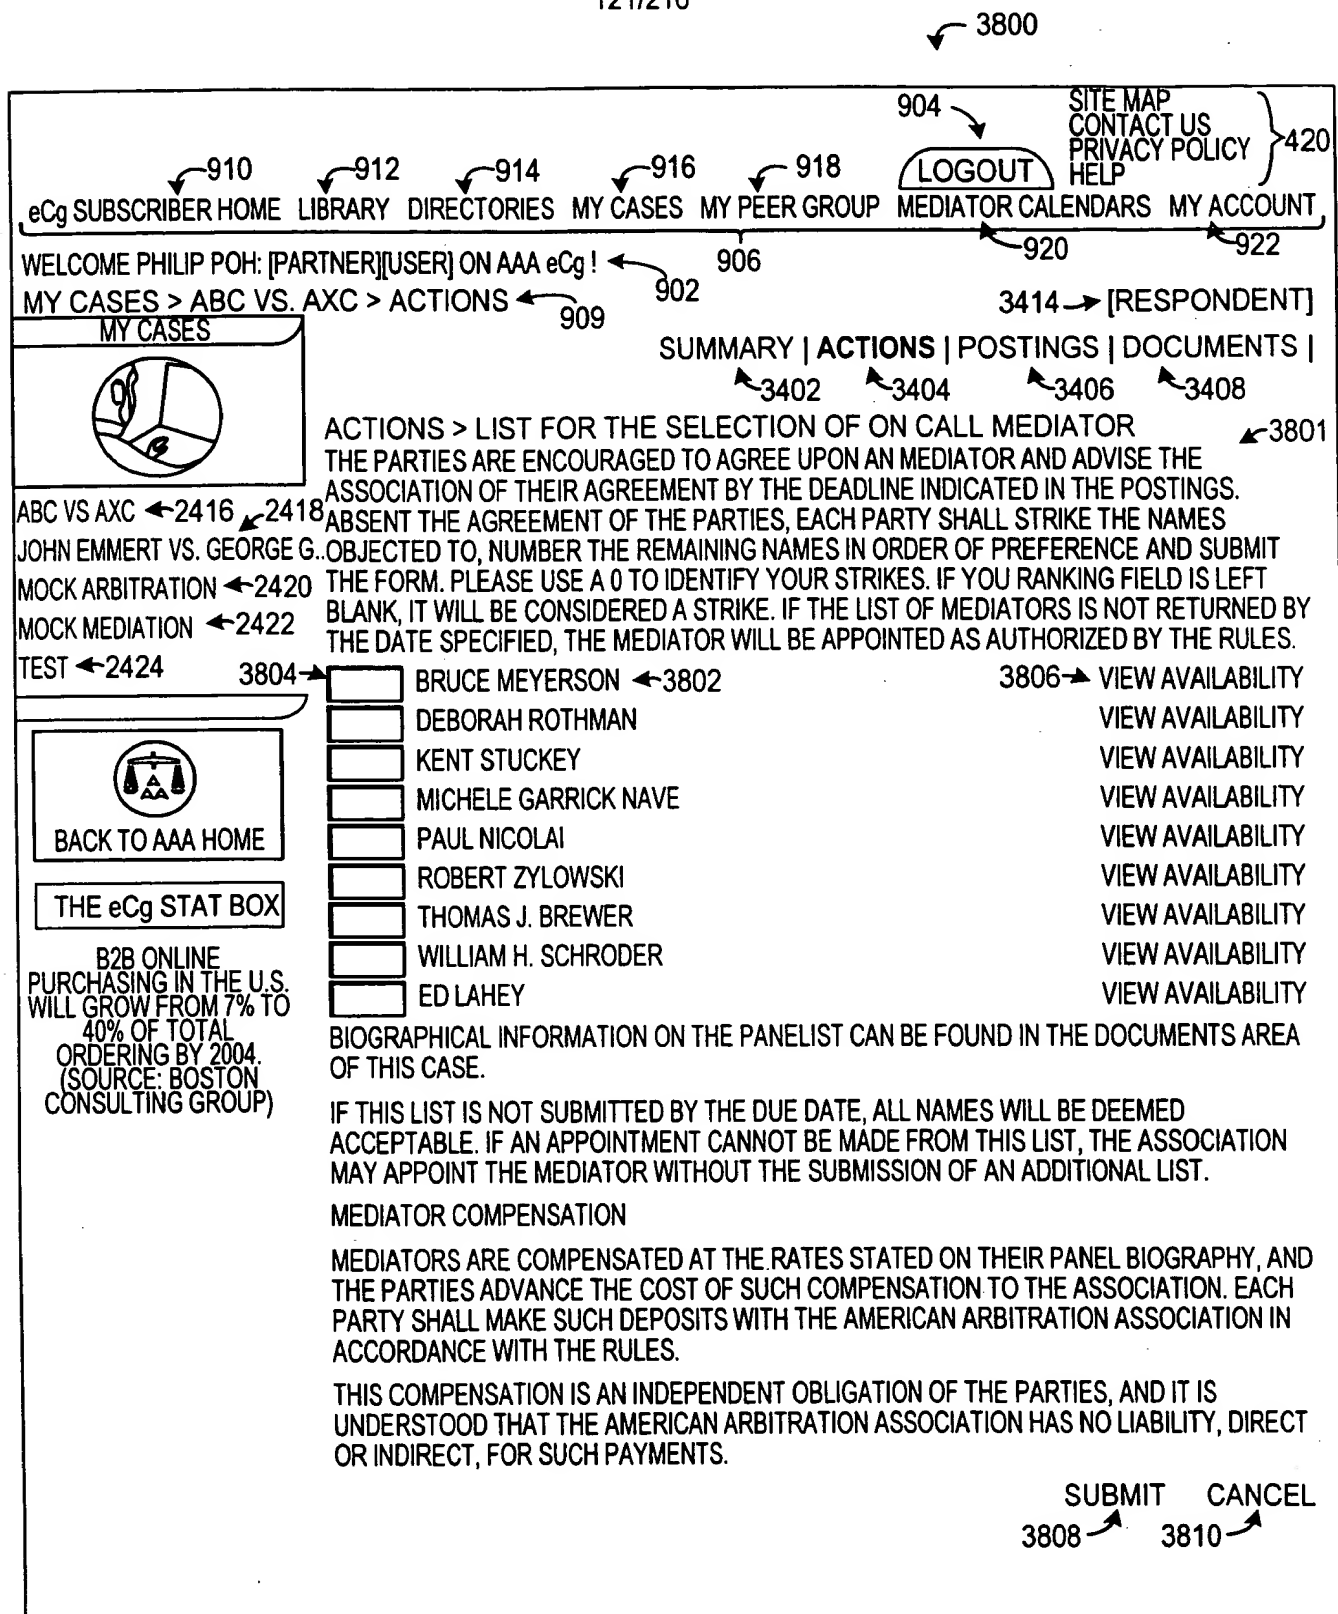 3800
904
SITE MAP
CONTACT US
PRIVACY POLICY
HELP
420
910
912
914
916
918
LOGOUT
eCg SUBSCRIBER HOME LIBRARY DIRECTORIES MY CASES MY PEER GROUP MEDIATOR CALENDARS MY ACCOUNT
906
920
922
WELCOME PHILIP POH: [PARTNER][USER] ON AAA eCg !
902
MY CASES > ABC VS. AXC > ACTIONS
909
3414
[RESPONDENT]
MY CASES
SUMMARY | ACTIONS | POSTINGS | DOCUMENTS |
3402
3404
3406
3408
ACTIONS > LIST FOR THE SELECTION OF ON CALL MEDIATOR
3801
THE PARTIES ARE ENCOURAGED TO AGREE UPON AN MEDIATOR AND ADVISE THE
ASSOCIATION OF THEIR AGREEMENT BY THE DEADLINE INDICATED IN THE POSTINGS.
ABSENT THE AGREEMENT OF THE PARTIES, EACH PARTY SHALL STRIKE THE NAMES
OBJECTED TO, NUMBER THE REMAINING NAMES IN ORDER OF PREFERENCE AND SUBMIT
THE FORM. PLEASE USE A 0 TO IDENTIFY YOUR STRIKES. IF YOU RANKING FIELD IS LEFT
BLANK, IT WILL BE CONSIDERED A STRIKE. IF THE LIST OF MEDIATORS IS NOT RETURNED BY
THE DATE SPECIFIED, THE MEDIATOR WILL BE APPOINTED AS AUTHORIZED BY THE RULES.
ABC VS AXC 2416 2418
JOHN EMMERT VS. GEORGE G..
MOCK ARBITRATION 2420
MOCK MEDIATION 2422
TEST 2424
3804
BRUCE MEYERSON 3802
3806
VIEW AVAILABILITY
DEBORAH ROTHMAN VIEW AVAILABILITY
KENT STUCKEY VIEW AVAILABILITY
MICHELE GARRICK NAVE VIEW AVAILABILITY
PAUL NICOLAI VIEW AVAILABILITY
ROBERT ZYLOWSKI VIEW AVAILABILITY
THOMAS J. BREWER VIEW AVAILABILITY
WILLIAM H. SCHRODER VIEW AVAILABILITY
ED LAHEY VIEW AVAILABILITY
A
AA
BACK TO AAA HOME
THE eCg STAT BOX
B2B ONLINE
PURCHASING IN THE U.S.
WILL GROW FROM 7% TO
40% OF TOTAL
ORDERING BY 2004.
(SOURCE: BOSTON
CONSULTING GROUP)
BIOGRAPHICAL INFORMATION ON THE PANELIST CAN BE FOUND IN THE DOCUMENTS AREA
OF THIS CASE.
IF THIS LIST IS NOT SUBMITTED BY THE DUE DATE, ALL NAMES WILL BE DEEMED
ACCEPTABLE. IF AN APPOINTMENT CANNOT BE MADE FROM THIS LIST, THE ASSOCIATION
MAY APPOINT THE MEDIATOR WITHOUT THE SUBMISSION OF AN ADDITIONAL LIST.
MEDIATOR COMPENSATION
MEDIATORS ARE COMPENSATED AT THE RATES STATED ON THEIR PANEL BIOGRAPHY, AND
THE PARTIES ADVANCE THE COST OF SUCH COMPENSATION TO THE ASSOCIATION. EACH
PARTY SHALL MAKE SUCH DEPOSITS WITH THE AMERICAN ARBITRATION ASSOCIATION IN
ACCORDANCE WITH THE RULES.
THIS COMPENSATION IS AN INDEPENDENT OBLIGATION OF THE PARTIES, AND IT IS
UNDERSTOOD THAT THE AMERICAN ARBITRATION ASSOCIATION HAS NO LIABILITY, DIRECT
OR INDIRECT, FOR SUCH PAYMENTS.
SUBMIT CANCEL
3808 3810